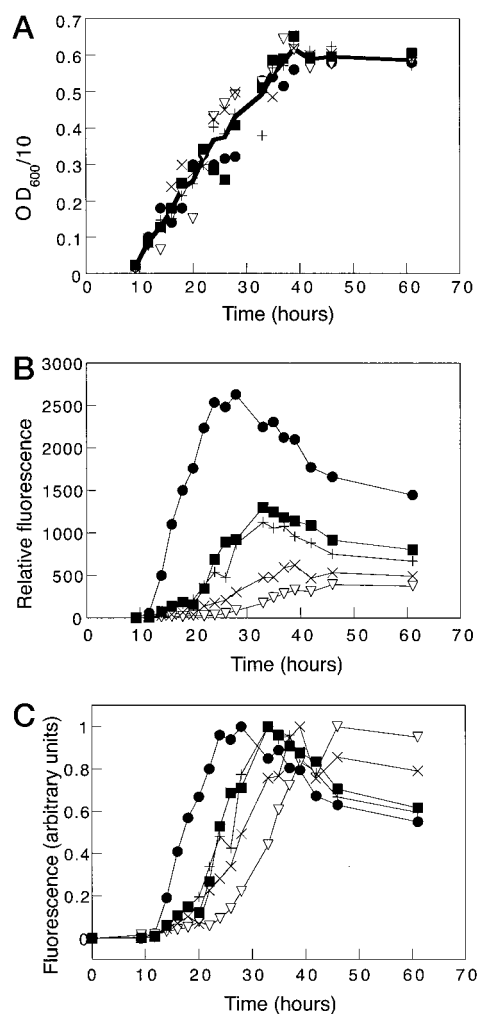 A
0.7
0.6
0.5
0.4
0.3
0.2
0.1
0
OD600/10
0 10 20 30 40 50 60 70
Time (hours)
B
3000
2500
2000
1500
1000
500
0
Relative fluorescence
0 10 20 30 40 50 60 70
Time (hours)
C
1
0.8
0.6
0.4
0.2
0
Fluorescence (arbitrary units)
0 10 20 30 40 50 60 70
Time (hours)